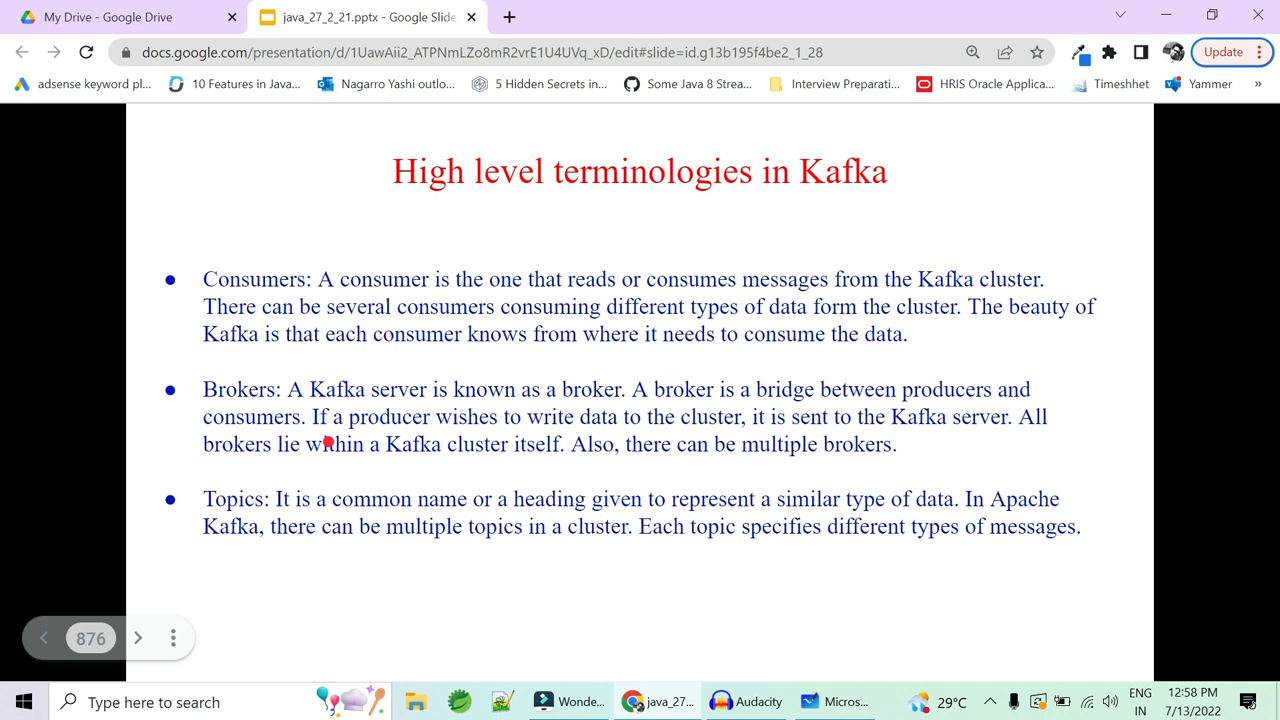 My Drive - Google Drive
java_27_2_21.pptx - Google Slide
docs.google.com/presentation/d/1UawAii2_ATPNmLZo8mR2vrE1U4UVq_xD/edit#slide=id.g13b195f4be2_1_28
Update
adsense keyword pl...
10 Features in Java...
Nagarro Yashi outlo...
5 Hidden Secrets in...
Some Java 8 Strea...
Interview Preparati...
HRIS Oracle Applica...
Timeshhet
Yammer
»
High level terminologies in Kafka
● Consumers: A consumer is the one that reads or consumes messages from the Kafka cluster.
There can be several consumers consuming different types of data form the cluster. The beauty of
Kafka is that each consumer knows from where it needs to consume the data.
● Brokers: A Kafka server is known as a broker. A broker is a bridge between producers and
consumers. If a producer wishes to write data to the cluster, it is sent to the Kafka server. All
brokers lie within a Kafka cluster itself. Also, there can be multiple brokers.
● Topics: It is a common name or a heading given to represent a similar type of data. In Apache
Kafka, there can be multiple topics in a cluster. Each topic specifies different types of messages.
876
Type here to search
Wonde...
java_27...
Audacity
Micros...
29°C
ENG
IN
12:58 PM
7/13/2022